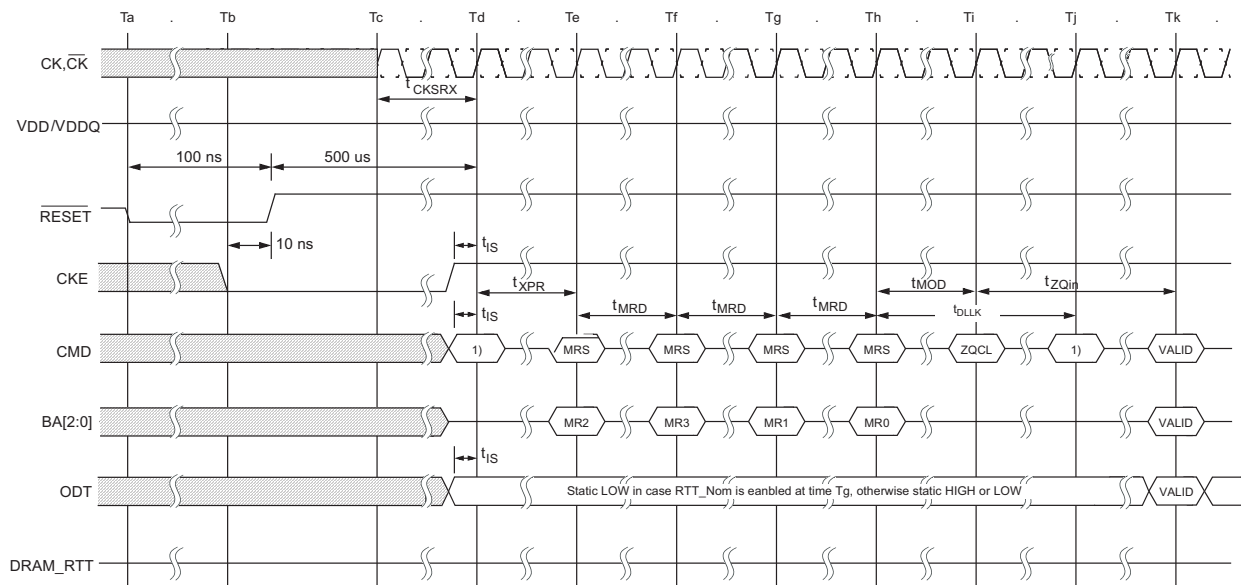 Ta . Tb . Tc . Td . Te . Tf . Tg . Th . Ti . Tj . Tk .
CK,CK
tCKSRX
VDD/VDDQ
100 ns 500 us
RESET
10 ns tIS
CKE
tXPR tMOD tZQin
tMRD tMRD tMRD tDLLK
tIS
CMD 1) MRS MRS MRS MRS ZQCL 1) VALID
BA[2:0] MR2 MR3 MR1 MR0 VALID
tIS
ODT Static LOW in case RTT_Nom is eanbled at time Tg, otherwise static HIGH or LOW VALID
DRAM_RTT